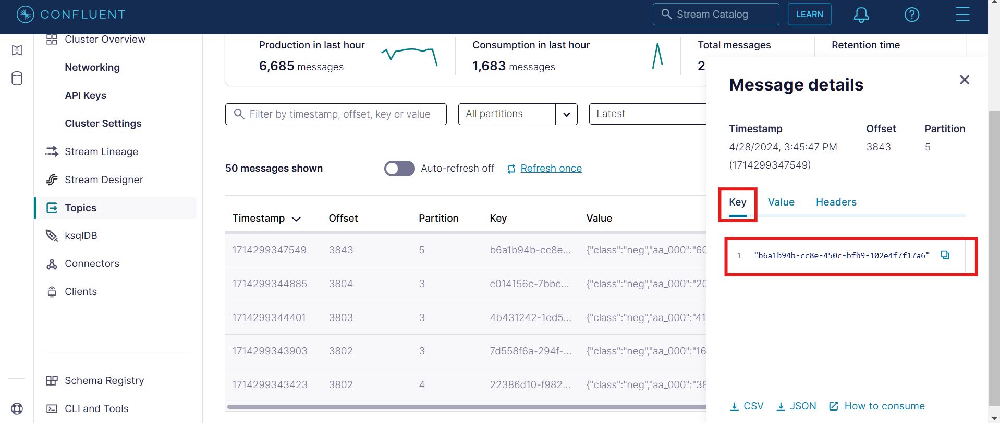 CONFLUENT
Stream Catalog
LEARN
Cluster Overview
Networking
API Keys
Cluster Settings
Stream Lineage
Stream Designer
Topics
ksqlDB
Connectors
Clients
Schema Registry
CLI and Tools
Production in last hour
6,685 messages
Consumption in last hour
1,683 messages
Total messages
Retention time
Filter by timestamp, offset, key or value
All partitions
Latest
50 messages shown
Auto-refresh off
Refresh once
Timestamp Offset Partition Key Value
1714299347549 3843 5 b6a1b94b-cc8e... {"class":"neg","aa_000":"60
1714299344885 3804 3 c014156c-7bbc... {"class":"neg","aa_000":"20
1714299344401 3803 3 4b431242-1ed5... {"class":"neg","aa_000":"41
1714299343903 3802 3 7d558f6a-294f-... {"class":"neg","aa_000":"16
1714299343423 3802 4 22386d10-f982... {"class":"neg","aa_000":"38
Message details
Timestamp Offset Partition
4/28/2024, 3:45:47 PM 3843 5
(1714299347549)
Key Value Headers
1 "b6a1b94b-cc8e-450c-bfb9-102e4f7f17a6"
CSV JSON How to consume